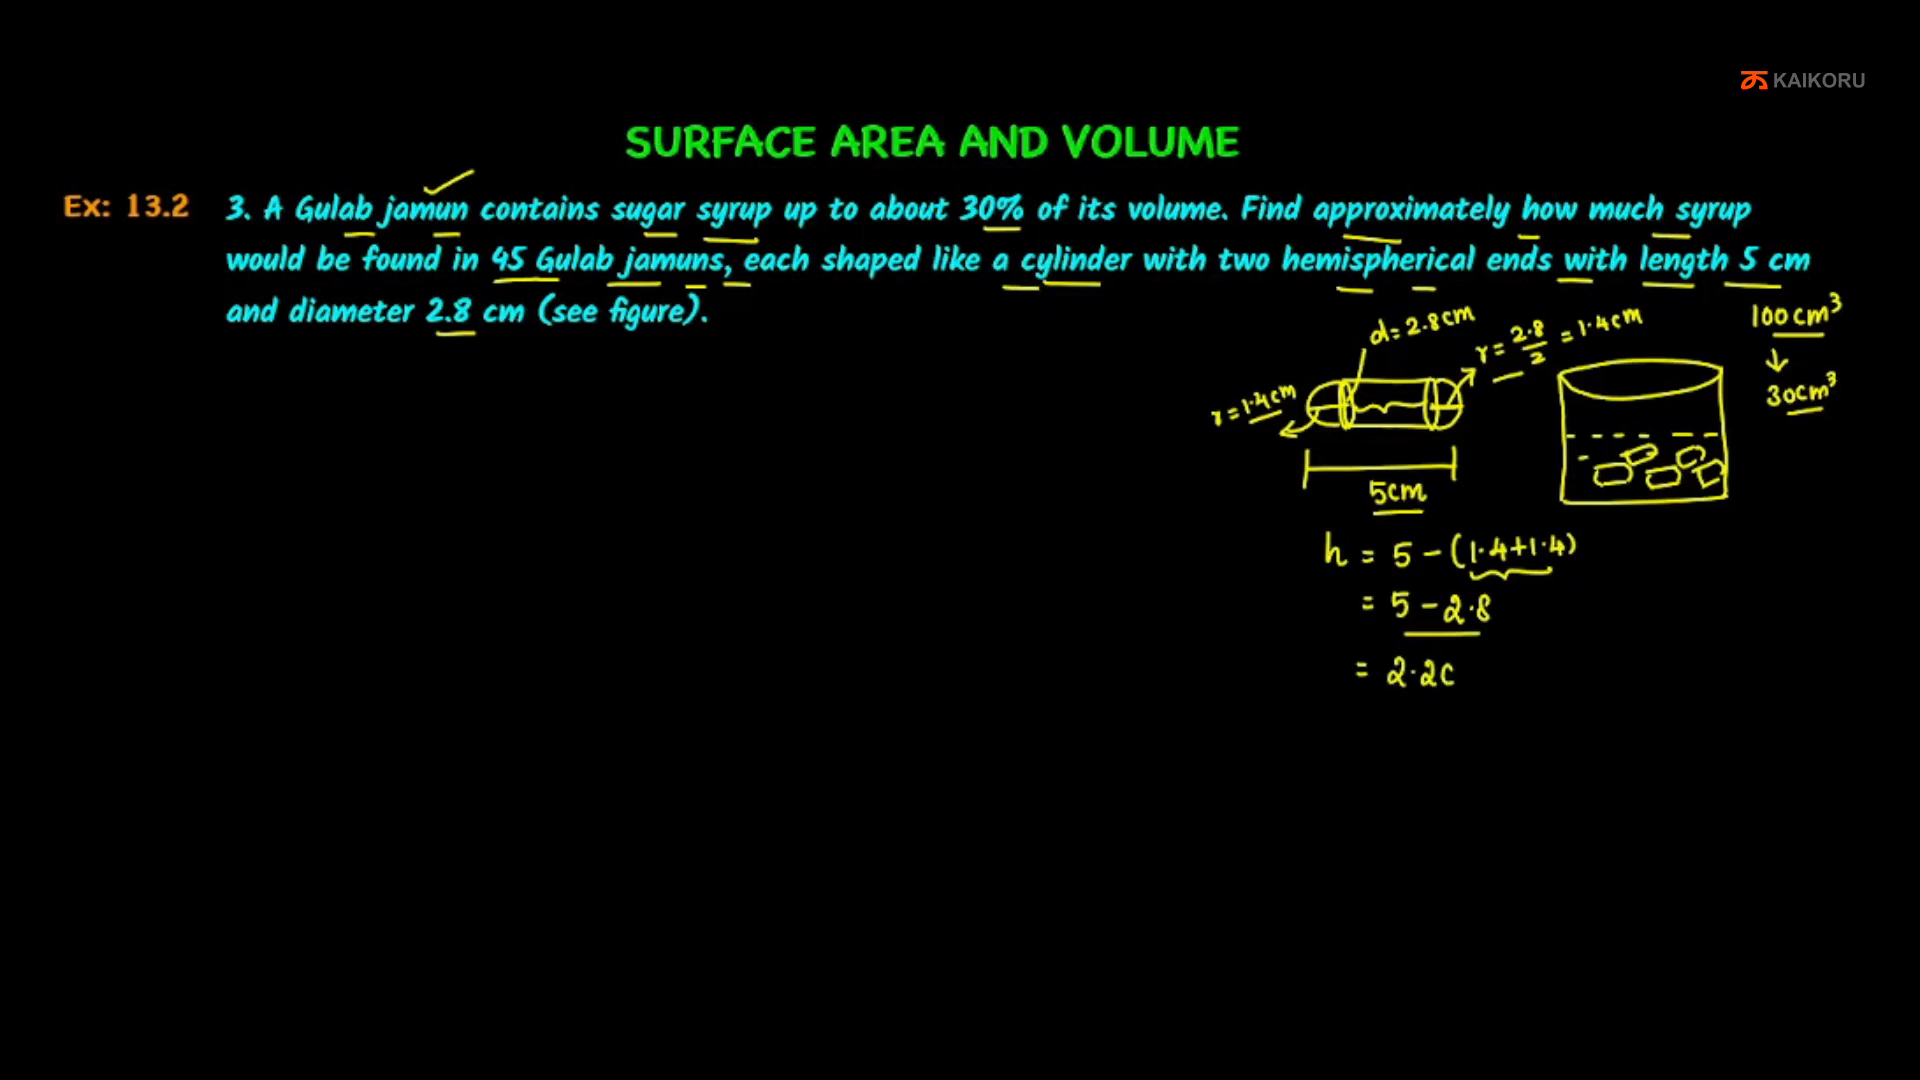 KAIKORU
SURFACE AREA AND VOLUME
Ex: 13.2 3. A Gulab jamun contains sugar syrup up to about 30% of its volume. Find approximately how much syrup
would be found in 45 Gulab jamuns, each shaped like a cylinder with two hemispherical ends with length 5 cm
and diameter 2.8 cm (see figure).
d = 2.8cm
r = 2.8/2 = 1.4cm
100cm³
↓
30cm³
r = 1.4cm
5cm
h = 5 - (1.4+1.4)
= 5 - 2.8
= 2.2c